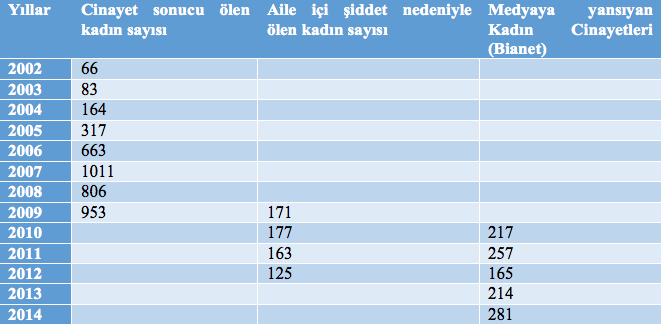 Yıllar Cinayet sonucu ölen Aile içi şiddet nedeniyle Medyaya yansıyan
kadın sayısı ölen kadın sayısı Kadın Cinayetleri
(Bianet)
2002 66
2003 83
2004 164
2005 317
2006 663
2007 1011
2008 806
2009 953 171
2010 177 217
2011 163 257
2012 125 165
2013 214
2014 281